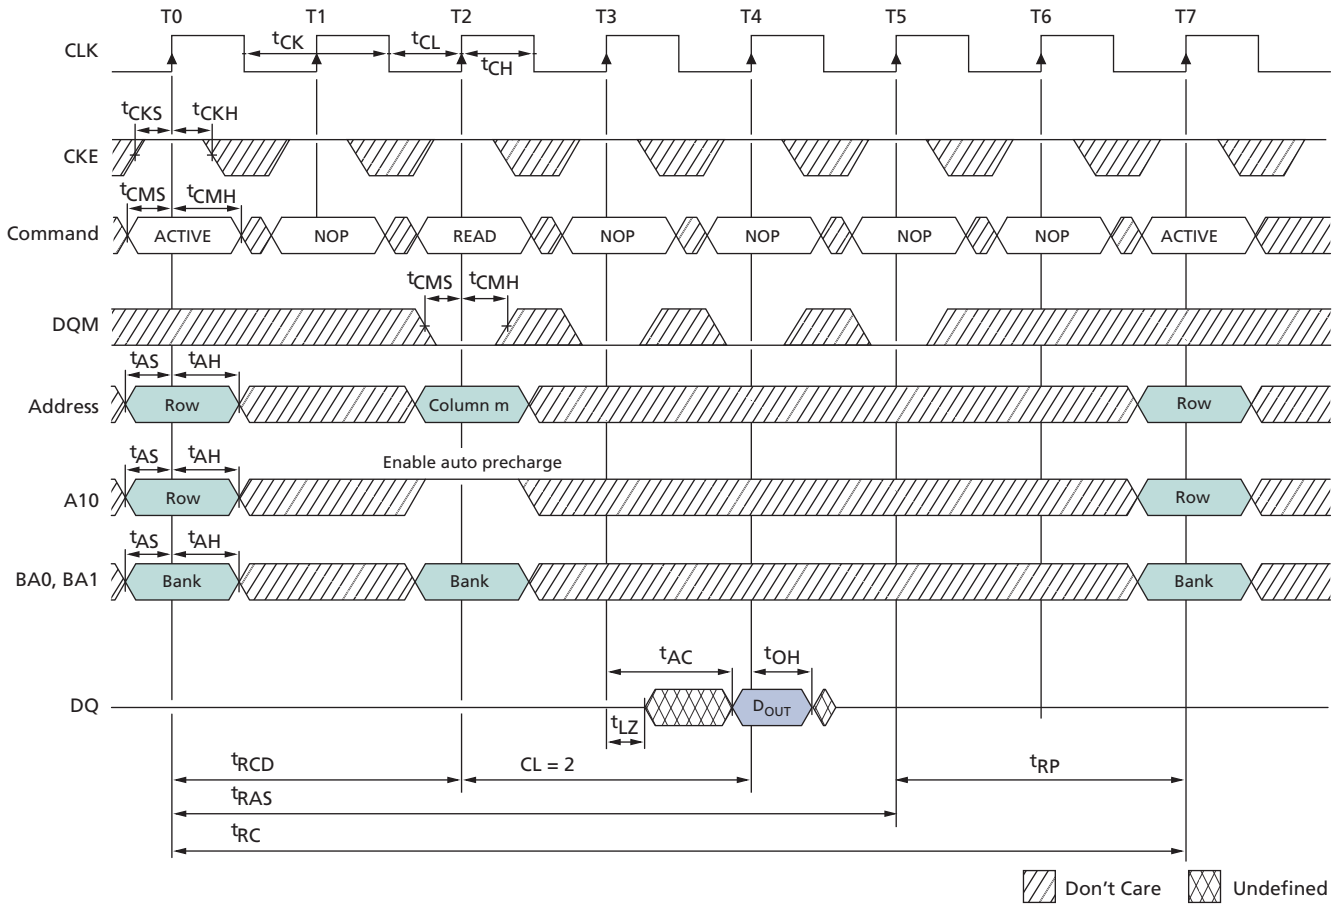 T0 T1 T2 T3 T4 T5 T6 T7
CLK tCK tCL tCH
tCKS tCKH
CKE
tCMS tCMH
Command ACTIVE NOP READ NOP NOP NOP NOP ACTIVE
tCMS tCMH
DQM
tAS tAH
Address Row Column m Row
tAS tAH Enable auto precharge
A10 Row Row
tAS tAH
BA0, BA1 Bank Bank Bank
tAC tOH
DQ DOUT
tLZ
tRCD CL = 2 tRP
tRAS
tRC
Don't Care Undefined